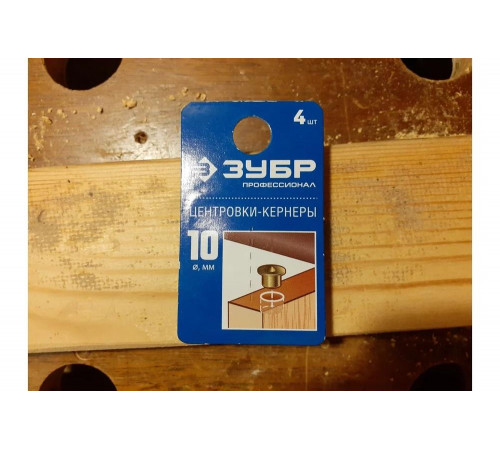 4 шт
ЗУБР
ПРОФЕССИОНАЛ
ЦЕНТРОВКИ-КЕРНЕРЫ
10
ø, мм